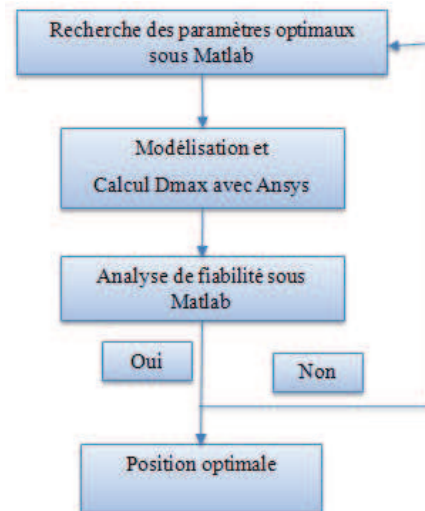 Recherche des paramètres optimaux
sous Matlab
Modélisation et
Calcul Dmax avec Ansys
Analyse de fiabilité sous
Matlab
Oui
Non
Position optimale